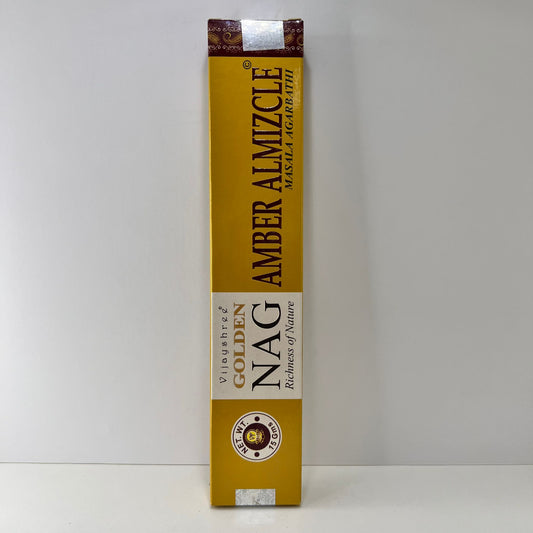 Vijayshree®
GOLDEN
NAG
Richness of Nature
AMBER ALMIZCLE©
MASALA AGARBATHI
NET. WT.
15 Gms